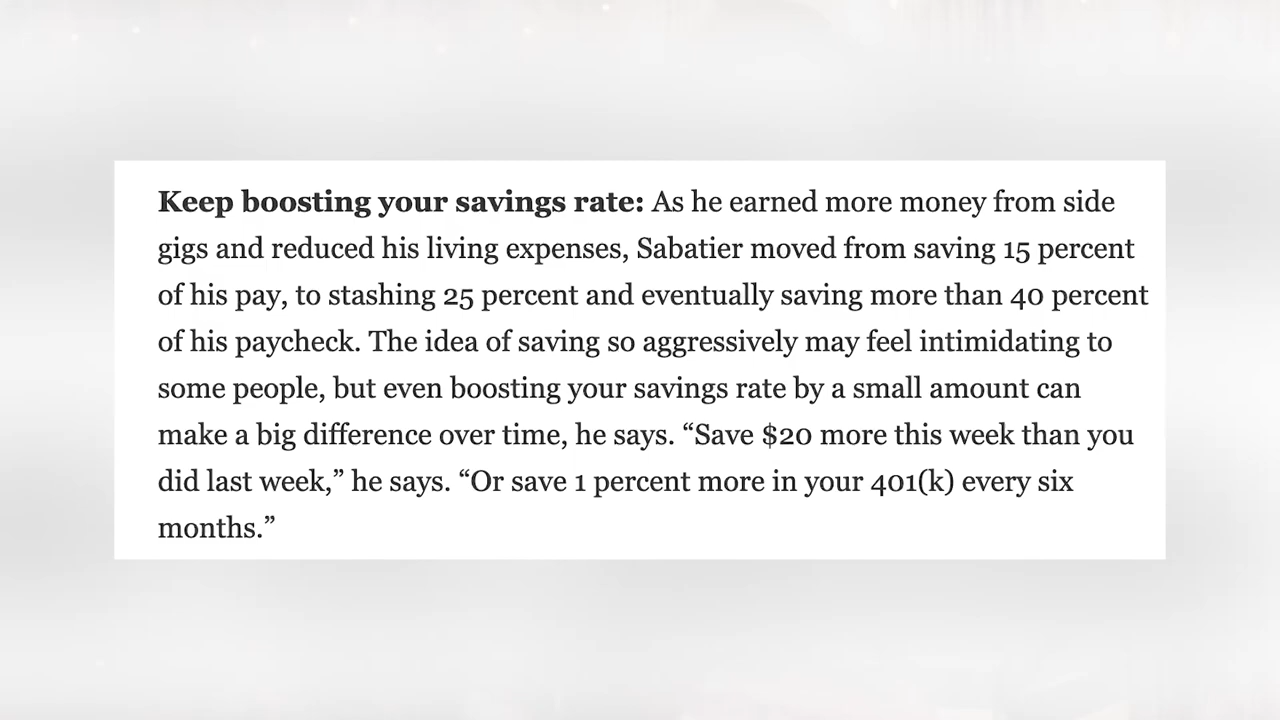 Keep boosting your savings rate: As he earned more money from side
gigs and reduced his living expenses, Sabatier moved from saving 15 percent
of his pay, to stashing 25 percent and eventually saving more than 40 percent
of his paycheck. The idea of saving so aggressively may feel intimidating to
some people, but even boosting your savings rate by a small amount can
make a big difference over time, he says. “Save $20 more this week than you
did last week,” he says. “Or save 1 percent more in your 401(k) every six
months.”